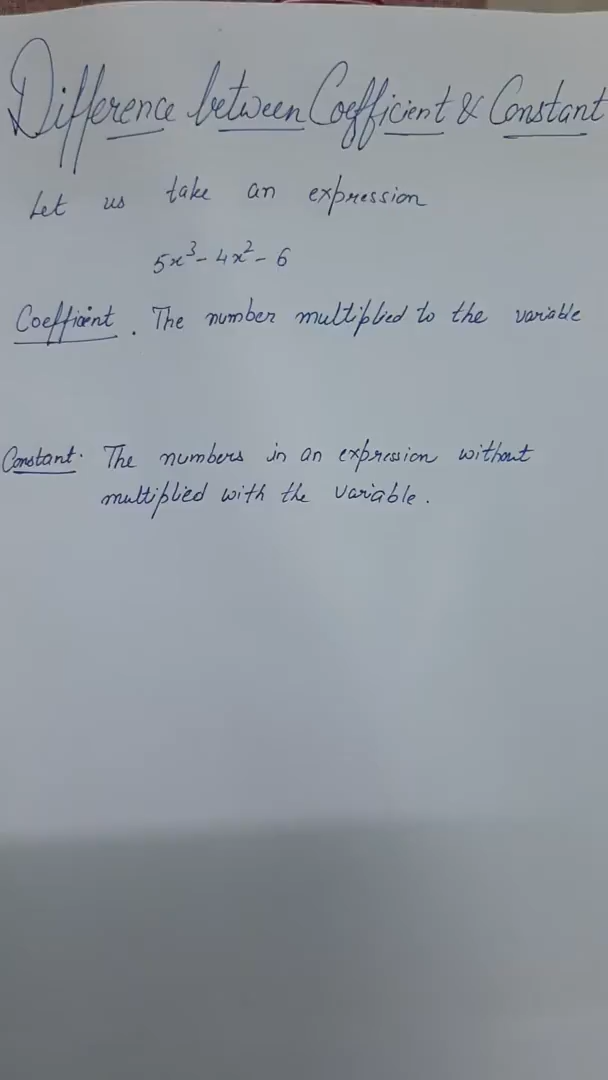 Difference between Coefficient & Constant
Let us take an expression
5x³ - 4x² - 6
Coefficient. The number multiplied to the variable
Constant. The numbers in an expression without
multiplied with the variable.